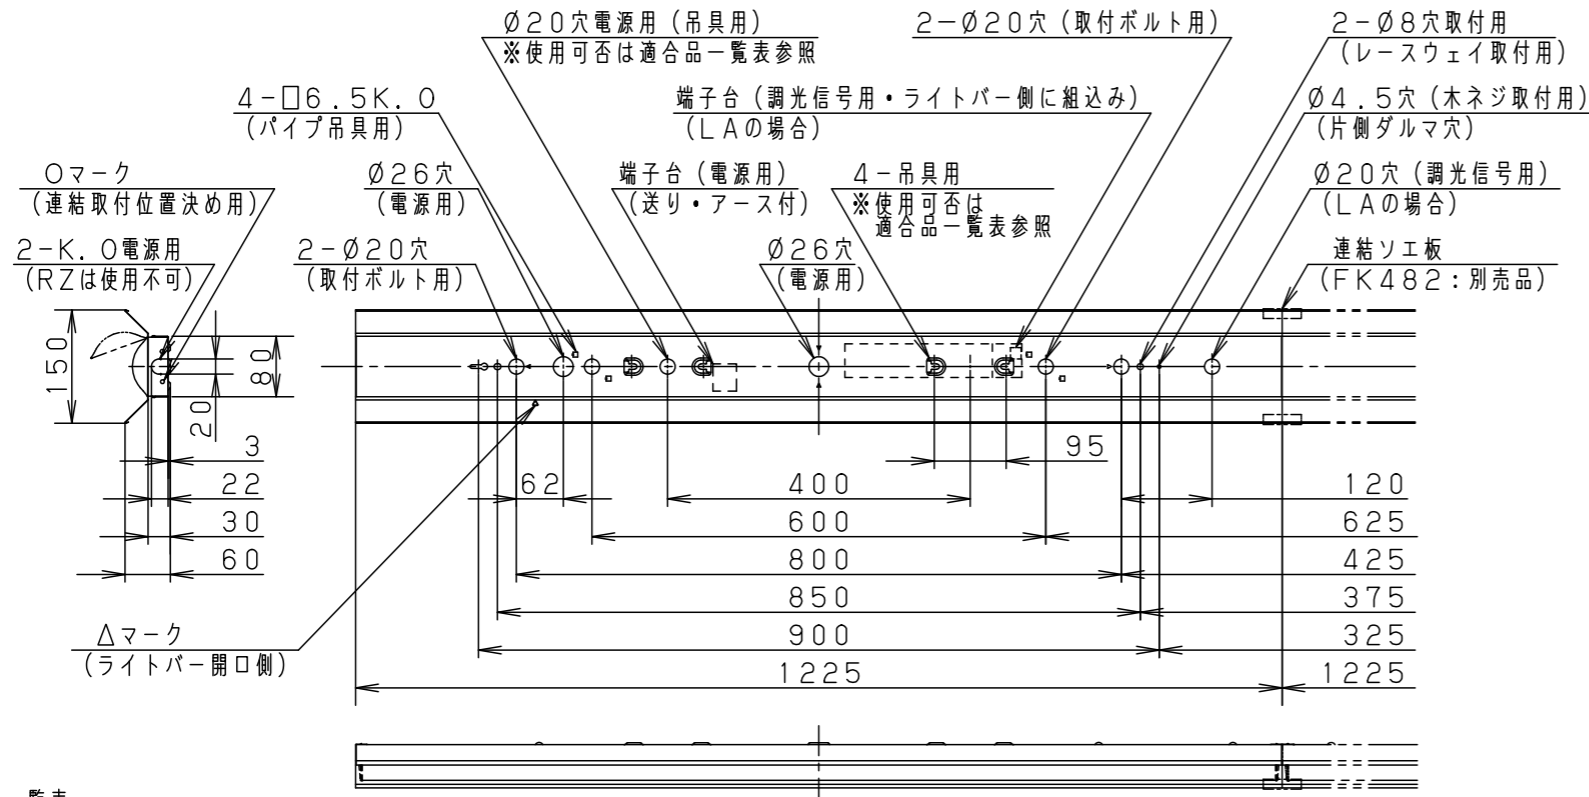 Ø20穴電源用(吊具用)
※使用可否は適合品一覧表参照
2-Ø20穴(取付ボルト用)
2-Ø8穴取付用
(レースウェイ取付用)
4-□6.5K.O
(パイプ吊具用)
端子台(調光信号用・ライトバー側に組込み)
(LAの場合)
Ø4.5穴(木ネジ取付用)
(片側ダルマ穴)
Oマーク
(連結取付位置決め用)
Ø26穴
(電源用)
端子台(電源用)
(送り・アース付)
4-吊具用
※使用可否は
適合品一覧表参照
Ø20穴(調光信号用)
(LAの場合)
2-K.O電源用
(RZは使用不可)
2-Ø20穴
(取付ボルト用)
Ø26穴
(電源用)
連結ソエ板
(FK482:別売品)
150
80
20
3
22
30
60
95
62
400
120
600
625
800
425
850
375
900
325
1225
1225
△マーク
(ライトバー開口側)